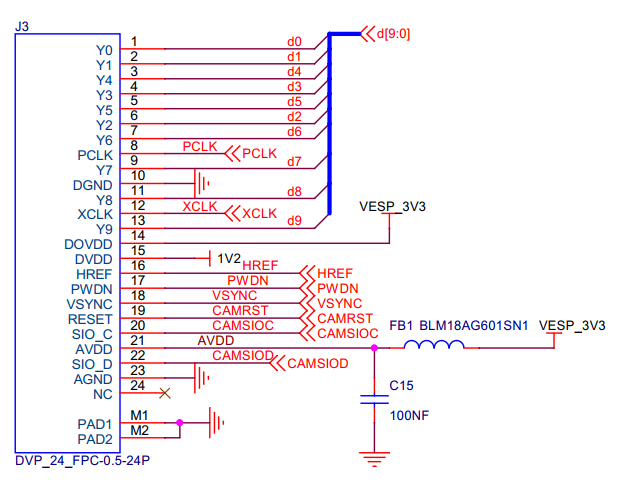 J3
Y0 1 d0 d[9:0]
Y1 2 d1
Y4 3 d4
Y3 4 d3
Y5 5 d5
Y2 6 d2
Y6 7 d6
PCLK 8 PCLK PCLK
Y7 9 d7
DGND 10
Y8 11 d8
XCLK 12 XCLK XCLK VESP_3V3
Y9 13 d9
DOVDD 14
DVDD 15 1V2
HREF 16 HREF HREF
PWDN 17 PWDN PWDN
VSYNC 18 VSYNC VSYNC
RESET 19 CAMRST CAMRST
SIO_C 20 CAMSIOC CAMSIOC FB1 BLM18AG601SN1 VESP_3V3
AVDD 21 AVDD
SIO_D 22 CAMSIOD CAMSIOD
AGND 23
NC 24
C15
100NF
PAD1 M1
PAD2 M2
DVP_24_FPC-0.5-24P